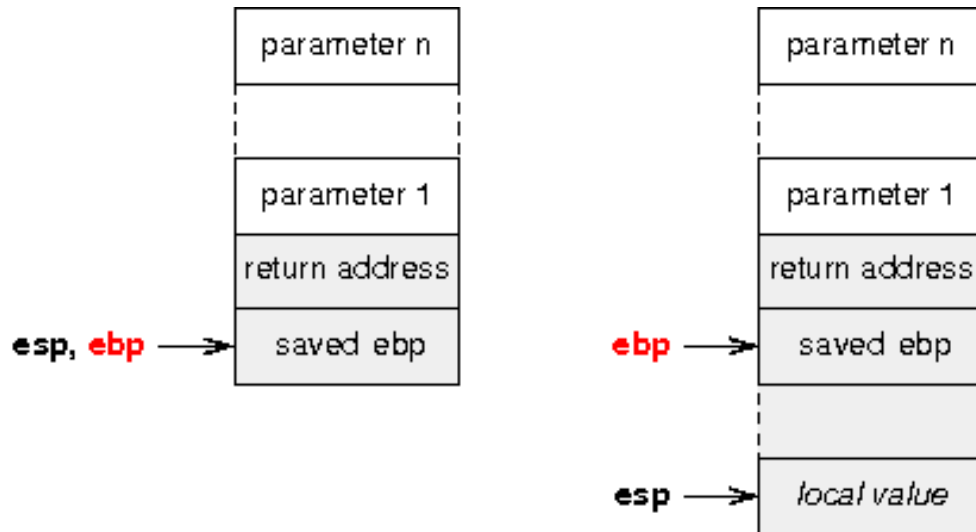 parameter n
parameter 1
return address
esp, ebp
saved ebp
parameter n
parameter 1
return address
ebp
saved ebp
esp
local value